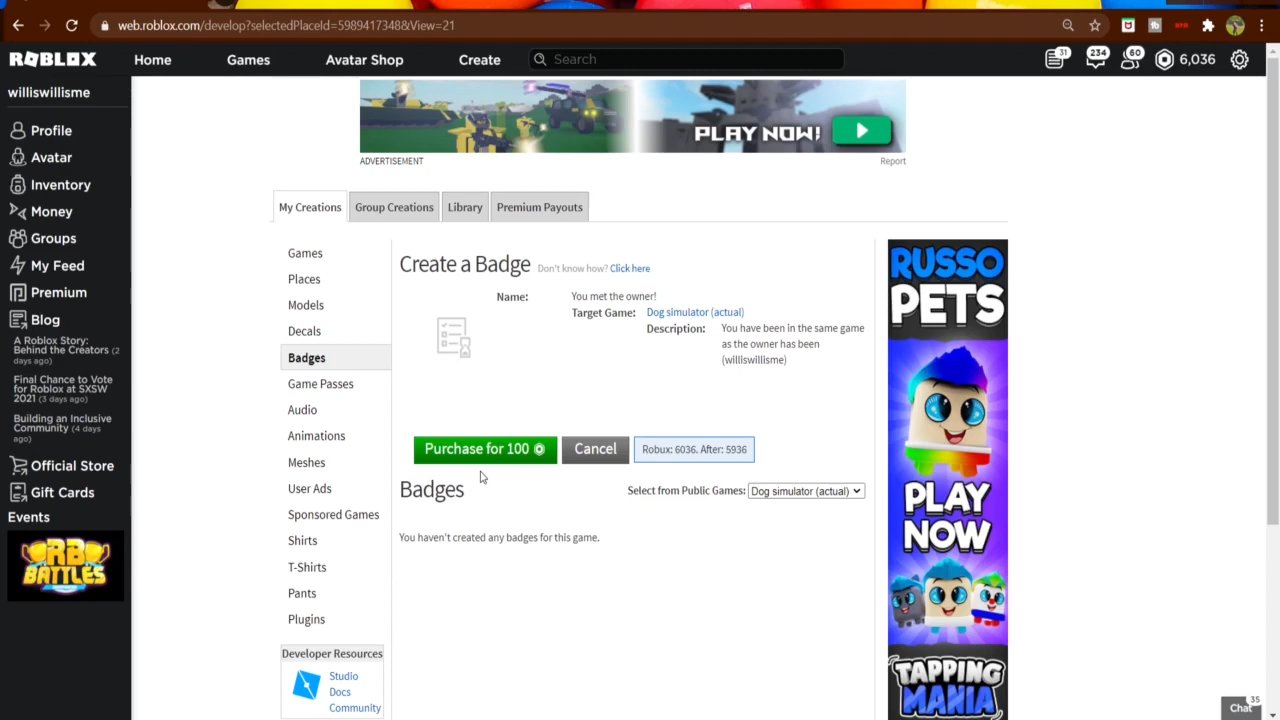 web.roblox.com/develop?selectedPlaceId=5989417348&View=21
ROBLOX
Home
Games
Avatar Shop
Create
Search
31
234
60
6,036
williswillisme
Profile
Avatar
Inventory
Money
Groups
My Feed
Premium
Blog
A Roblox Story:
Behind the Creators (2
days ago)
Final Chance to Vote
for Roblox at SXSW
2021 (3 days ago)
Building an Inclusive
Community (4 days
ago)
Official Store
Gift Cards
Events
RB
BATTLES
PLAY NOW!
ADVERTISEMENT
Report
My Creations
Group Creations
Library
Premium Payouts
Games
Places
Models
Decals
Badges
Game Passes
Audio
Animations
Meshes
User Ads
Sponsored Games
Shirts
T-Shirts
Pants
Plugins
Developer Resources
Studio
Docs
Community
Create a Badge Don't know how? Click here
Name: You met the owner!
Target Game: Dog simulator (actual)
Description: You have been in the same game
as the owner has been
(williswillisme)
Purchase for 100
Cancel
Robux: 6036. After: 5936
Badges
Select from Public Games: Dog simulator (actual)
You haven't created any badges for this game.
RUSSO
PETS
PLAY
NOW
TAPPING
MANIA
Chat
35